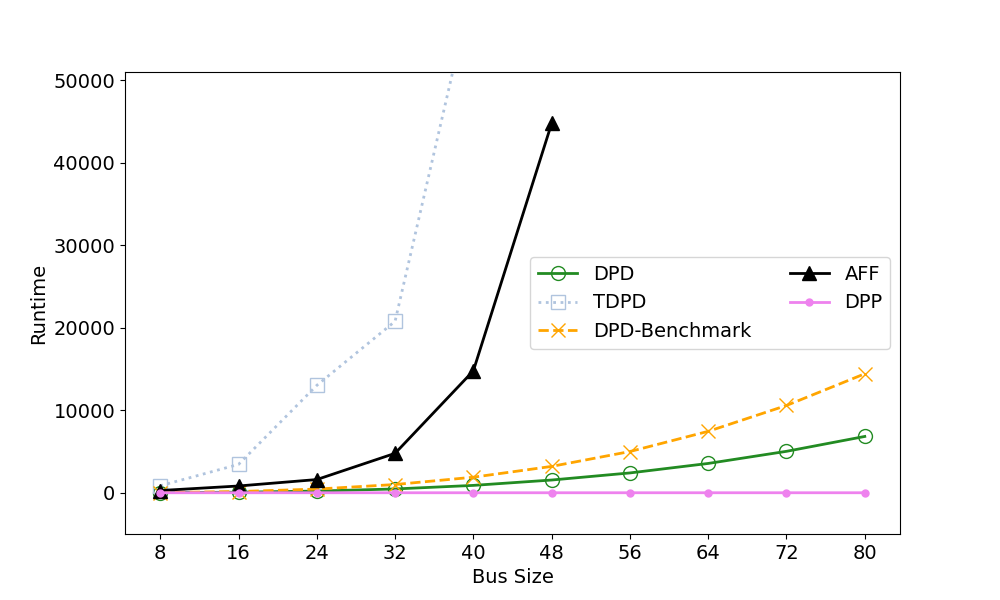 50000
40000
30000
20000
10000
0
Runtime
DPD
TDPD
DPD-Benchmark
AFF
DPP
8 16 24 32 40 48 56 64 72 80
Bus Size